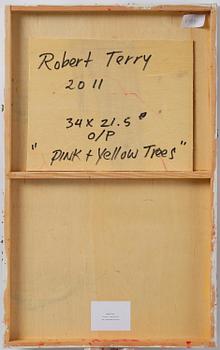 Robert Terry
2011
34 x 21.5"
O/P
"Pink + Yellow Trees"